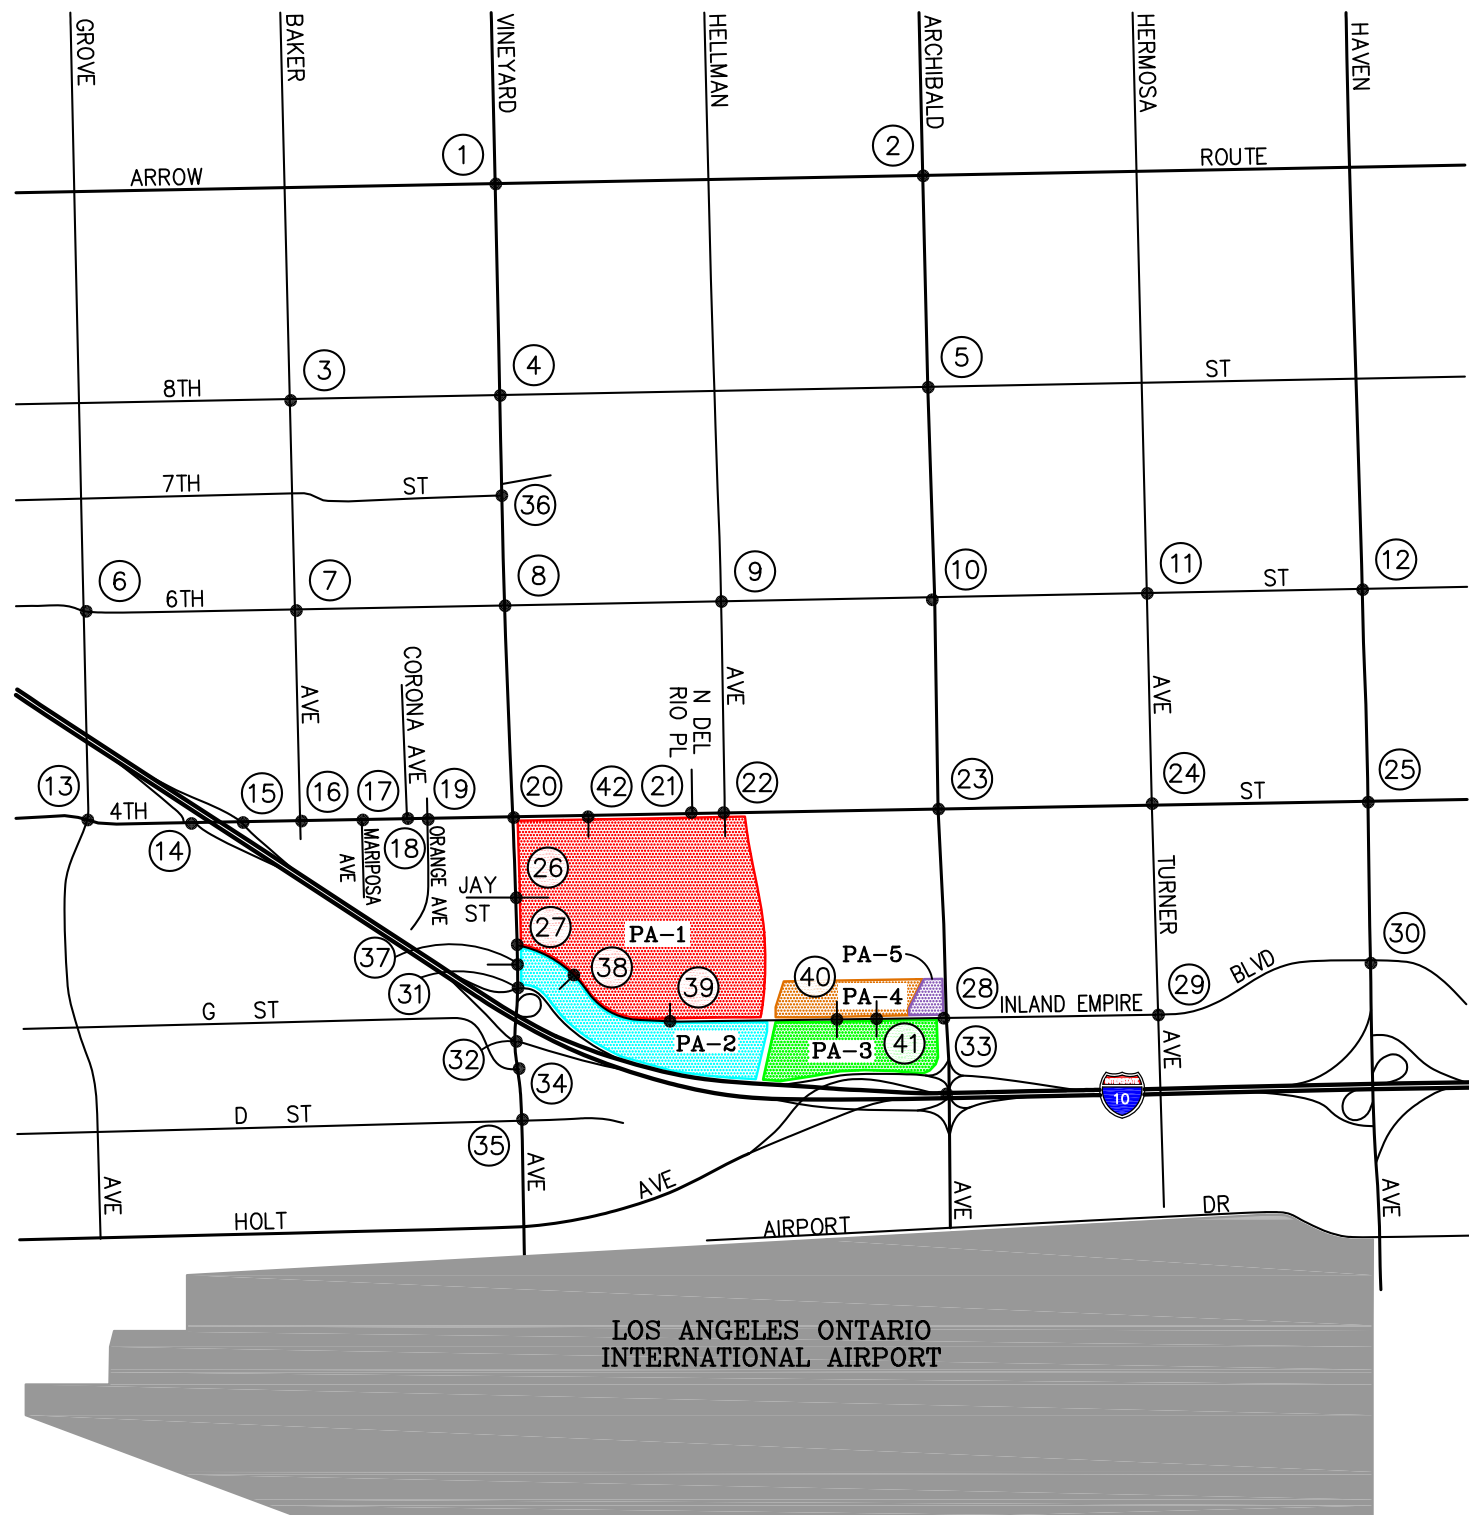 GROVE
BAKER
VINEYARD
HELLMAN
ARCHIBALD
HERMOSA
HAVEN
1
2
ARROW
ROUTE
3
4
5
8TH
ST
7TH
ST
36
6
7
8
9
10
11
12
6TH
ST
AVE
CORONA AVE
N DEL
RIO PL
AVE
AVE
13
15
16
17
19
20
42
21
22
23
24
25
4TH
ST
14
18
MARIPOSA
AVE
ORANGE AVE
26
JAY
ST
TURNER
27
PA-1
37
38
PA-5
30
BLVD
31
39
40
PA-4
28
INLAND EMPIRE
29
G ST
32
PA-2
PA-3
41
33
AVE
34
INTERSTATE
10
D ST
35
AVE
AVE
AVE
AVE
AVE
HOLT
AIRPORT
DR
LOS ANGELES ONTARIO
INTERNATIONAL AIRPORT